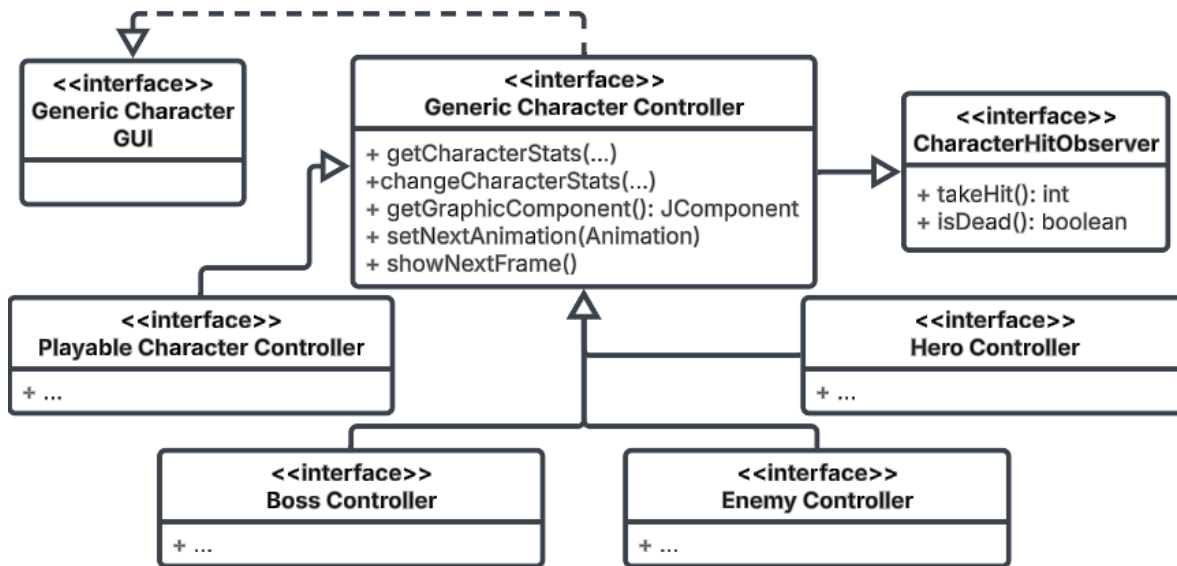 <<interface>>
Generic Character
GUI
<<interface>>
Generic Character Controller
+ getCharacterStats(...)
+changeCharacterStats(...)
+ getGraphicComponent(): JComponent
+ setNextAnimation(Animation)
+ showNextFrame()
<<interface>>
CharacterHitObserver
+ takeHit(): int
+ isDead(): boolean
<<interface>>
Playable Character Controller
+ ...
<<interface>>
Hero Controller
+ ...
<<interface>>
Boss Controller
+ ...
<<interface>>
Enemy Controller
+ ...